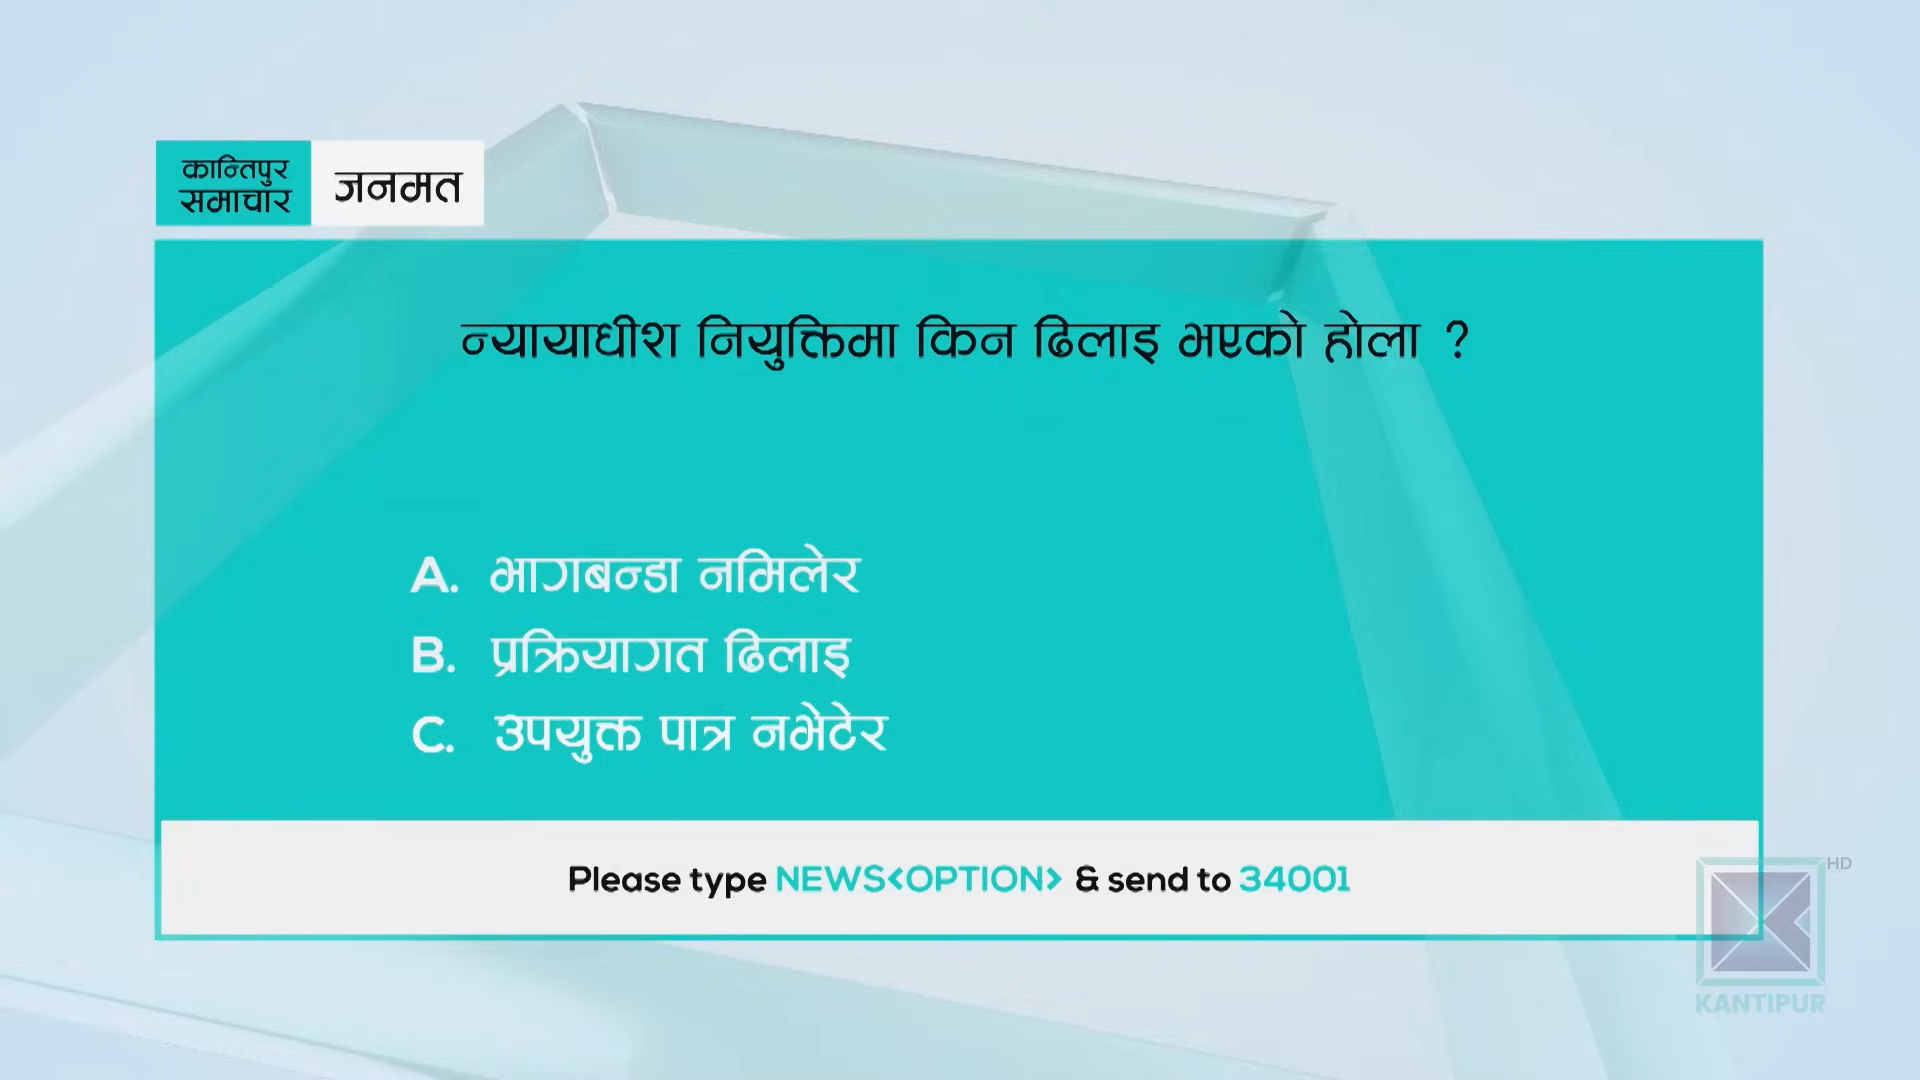 कान्तिपुर
समाचार
जनमत
न्यायाधीश नियुक्तिमा किन ढिलाइ भएको होला ?
A. भागबन्डा नमिलेर
B. प्रक्रियागत ढिलाइ
C. उपयुक्त पात्र नभेटेर
Please type NEWS<OPTION> & send to 34001
HD
KANTIPUR